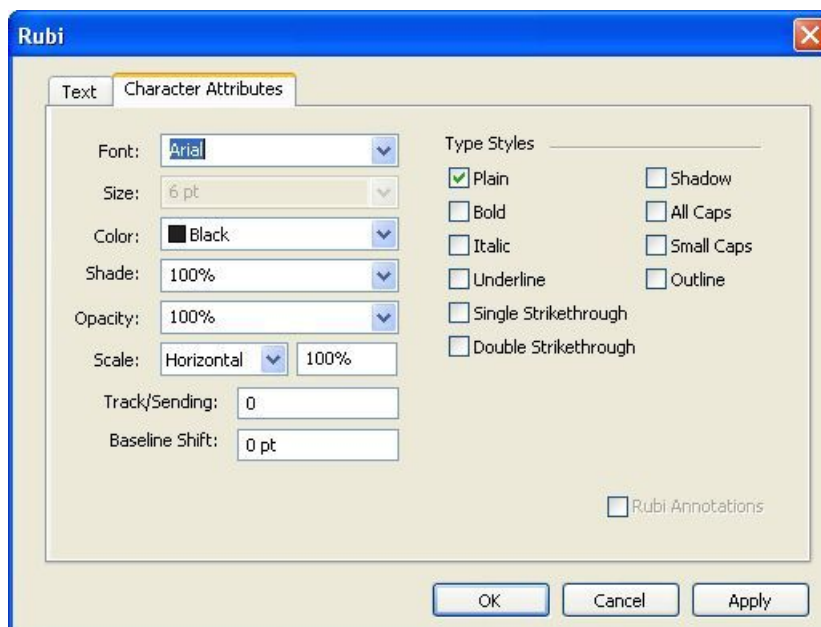 Rubi
Text Character Attributes
Font: Arial
Size: 6 pt
Color: Black
Shade: 100%
Opacity: 100%
Scale: Horizontal 100%
Track/Sending: 0
Baseline Shift: 0 pt
Type Styles
Plain Shadow
Bold All Caps
Italic Small Caps
Underline Outline
Single Strikethrough
Double Strikethrough
Rubi Annotations
OK Cancel Apply